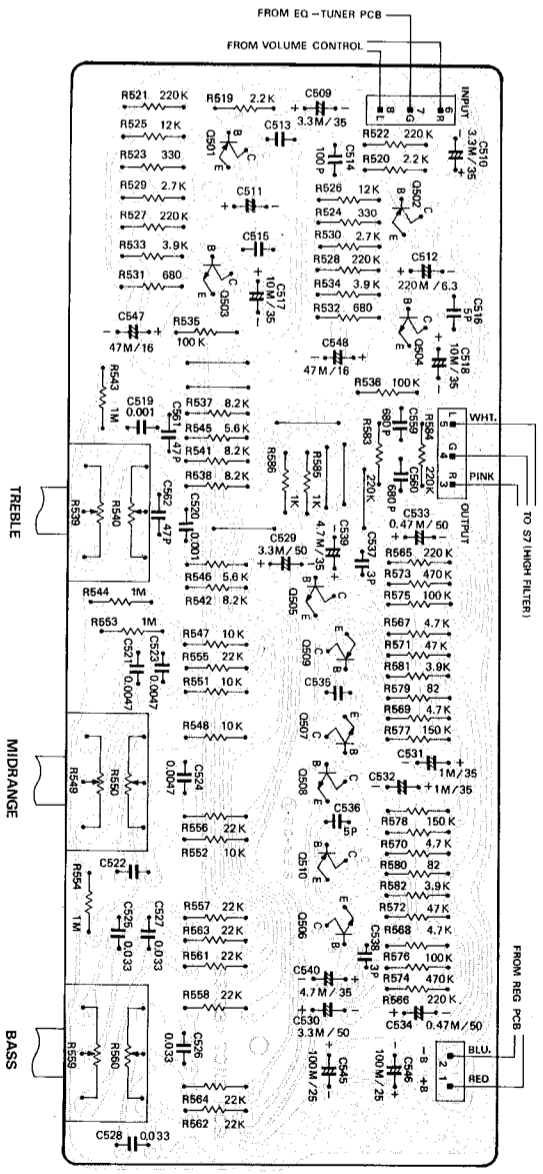 FROM EQ-TUNER PCB
FROM VOLUME CONTROL
INPUT
L 8
G 7
R 6
R521 220K
R525 12K
R523 330
R529 2.7K
R527 220K
R533 3.9K
R531 680
R519 2.2K
C509
+ -
3.3M/35
C513
Q501
B
C
E
C514
100P
C511
+ -
C515
Q503
B
C
E
C517
10M/35
+ -
R522 220K
R520 2.2K
C510
3.3M/35
- +
R526 12K
R524 330
R530 2.7K
R528 220K
R534 3.9K
R532 680
Q502
B
C
E
C512
+ -
220M/6.3
C516
5P
Q504
B
C
E
C518
10M/35
+ -
C547
+ -
47M/16
R535
100K
C548
- +
47M/16
R536 100K
R543
1M
C519
0.001
C561
47P
R537 8.2K
R545 5.6K
R541 8.2K
R538 8.2K
R586
1K
R585
1K
R583
220K
C559
680P
R584
220K
C560
680P
L 5
G 4
R 3
WHT.
PINK
OUTPUT
TO S7 (HIGH FILTER)
TREBLE
R539
R540
C562
47P
C520
0.001
C529
3.3M/50
+ -
C539
4.7M/35
- +
C537
3P
C533
+ -
0.47M/50
R565 220K
R573 470K
R575 100K
R546 5.6K
R542 8.2K
Q505
B
C
E
R544 1M
R553 1M
C521
0.0047
C523
0.0047
R547 10K
R555 22K
R551 10K
Q509
B
C
E
C535
R567 4.7K
R571 47K
R581 3.9K
R579 82
R569 4.7K
R577 150K
R548 10K
Q507
B
C
E
MIDRANGE
R549
R550
C524
0.0047
Q508
B
C
E
C531
- +
1M/35
C532
- +
1M/35
C536
5P
R578 150K
R570 4.7K
R580 82
R582 3.9K
R572 47K
R568 4.7K
R576 100K
R574 470K
R566 220K
R556 22K
R552 10K
Q510
B
C
E
C522
R554
1M
C525
0.033
C527
0.033
R557 22K
R563 22K
R561 22K
Q506
B
C
E
C538
3P
C540
- +
4.7M/35
C530
+ -
3.3M/50
C534
+ -
0.47M/50
R558 22K
C526
0.033
BASS
R559
R560
C545
100M/25
+ -
C546
100M/25
- +
-B +B
2 1
BLU.
RED
FROM REG PCB
R564 22K
R562 22K
C528 0.033